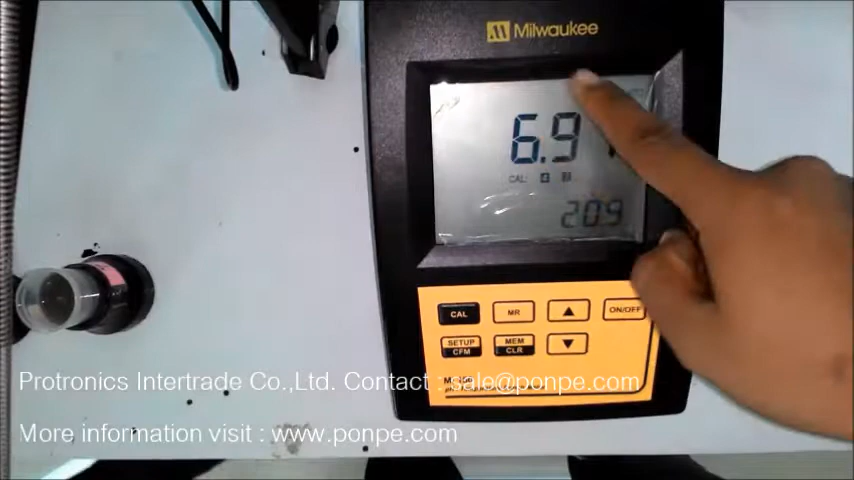 Milwaukee
6.9
CAL:
20.9
CAL MR ▲ ON/OFF
SETUP CFM MEM CLR ▼
Protronics Intertrade Co.,Ltd. Contact : sale@ponpe.com
More information visit : www.ponpe.com